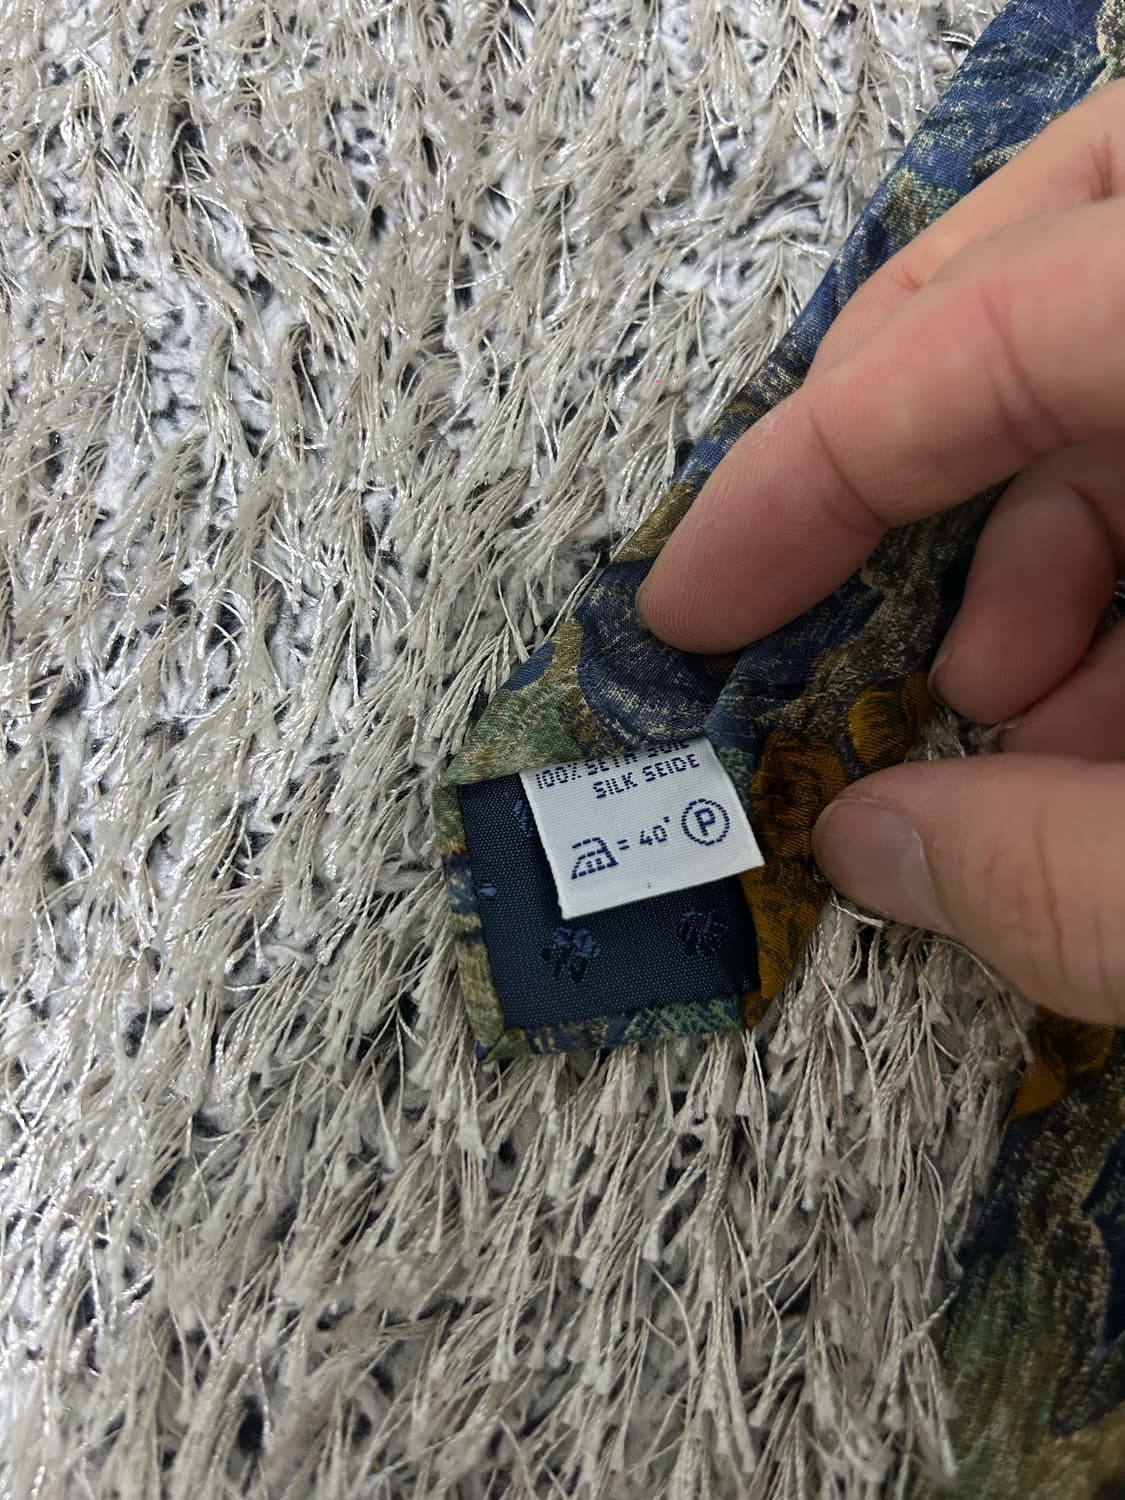 100% SETA SOIE
SILK SEIDE
= 40° P